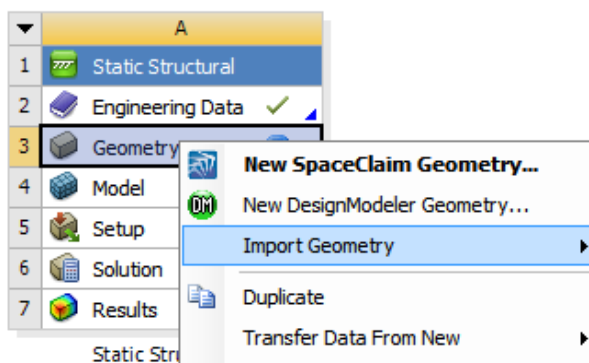 A
1 Static Structural
2 Engineering Data
3 Geometry
4 Model
5 Setup
6 Solution
7 Results
Static Stru
New SpaceClaim Geometry...
DM New DesignModeler Geometry...
Import Geometry
Duplicate
Transfer Data From New